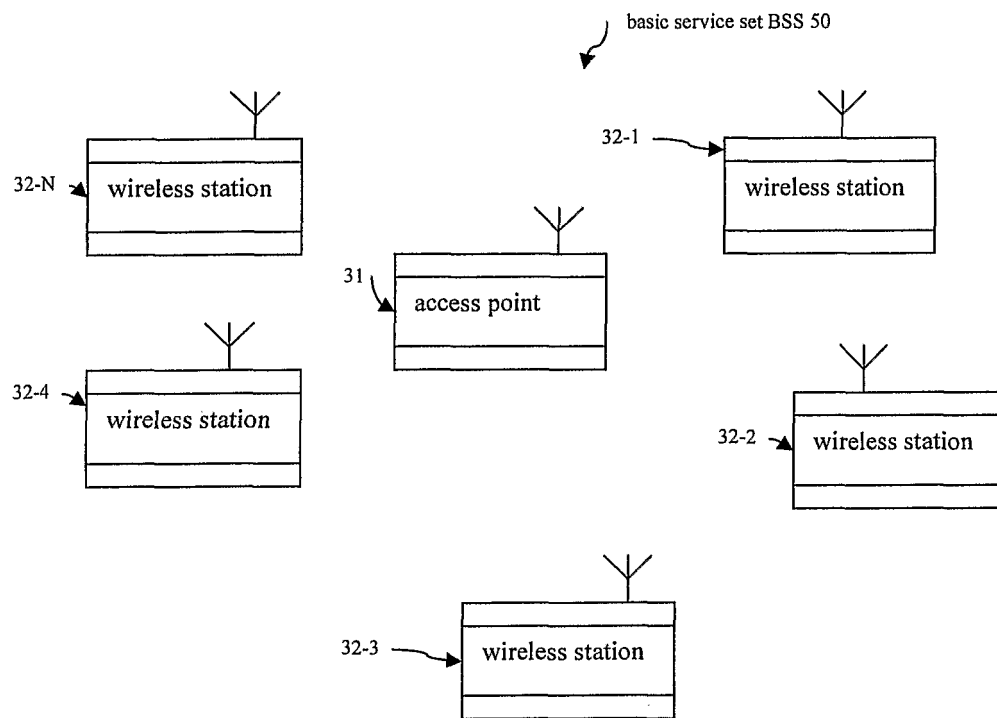 basic service set BSS 50
32-1
wireless station
32-N
wireless station
31
access point
32-4
wireless station
32-2
wireless station
32-3
wireless station